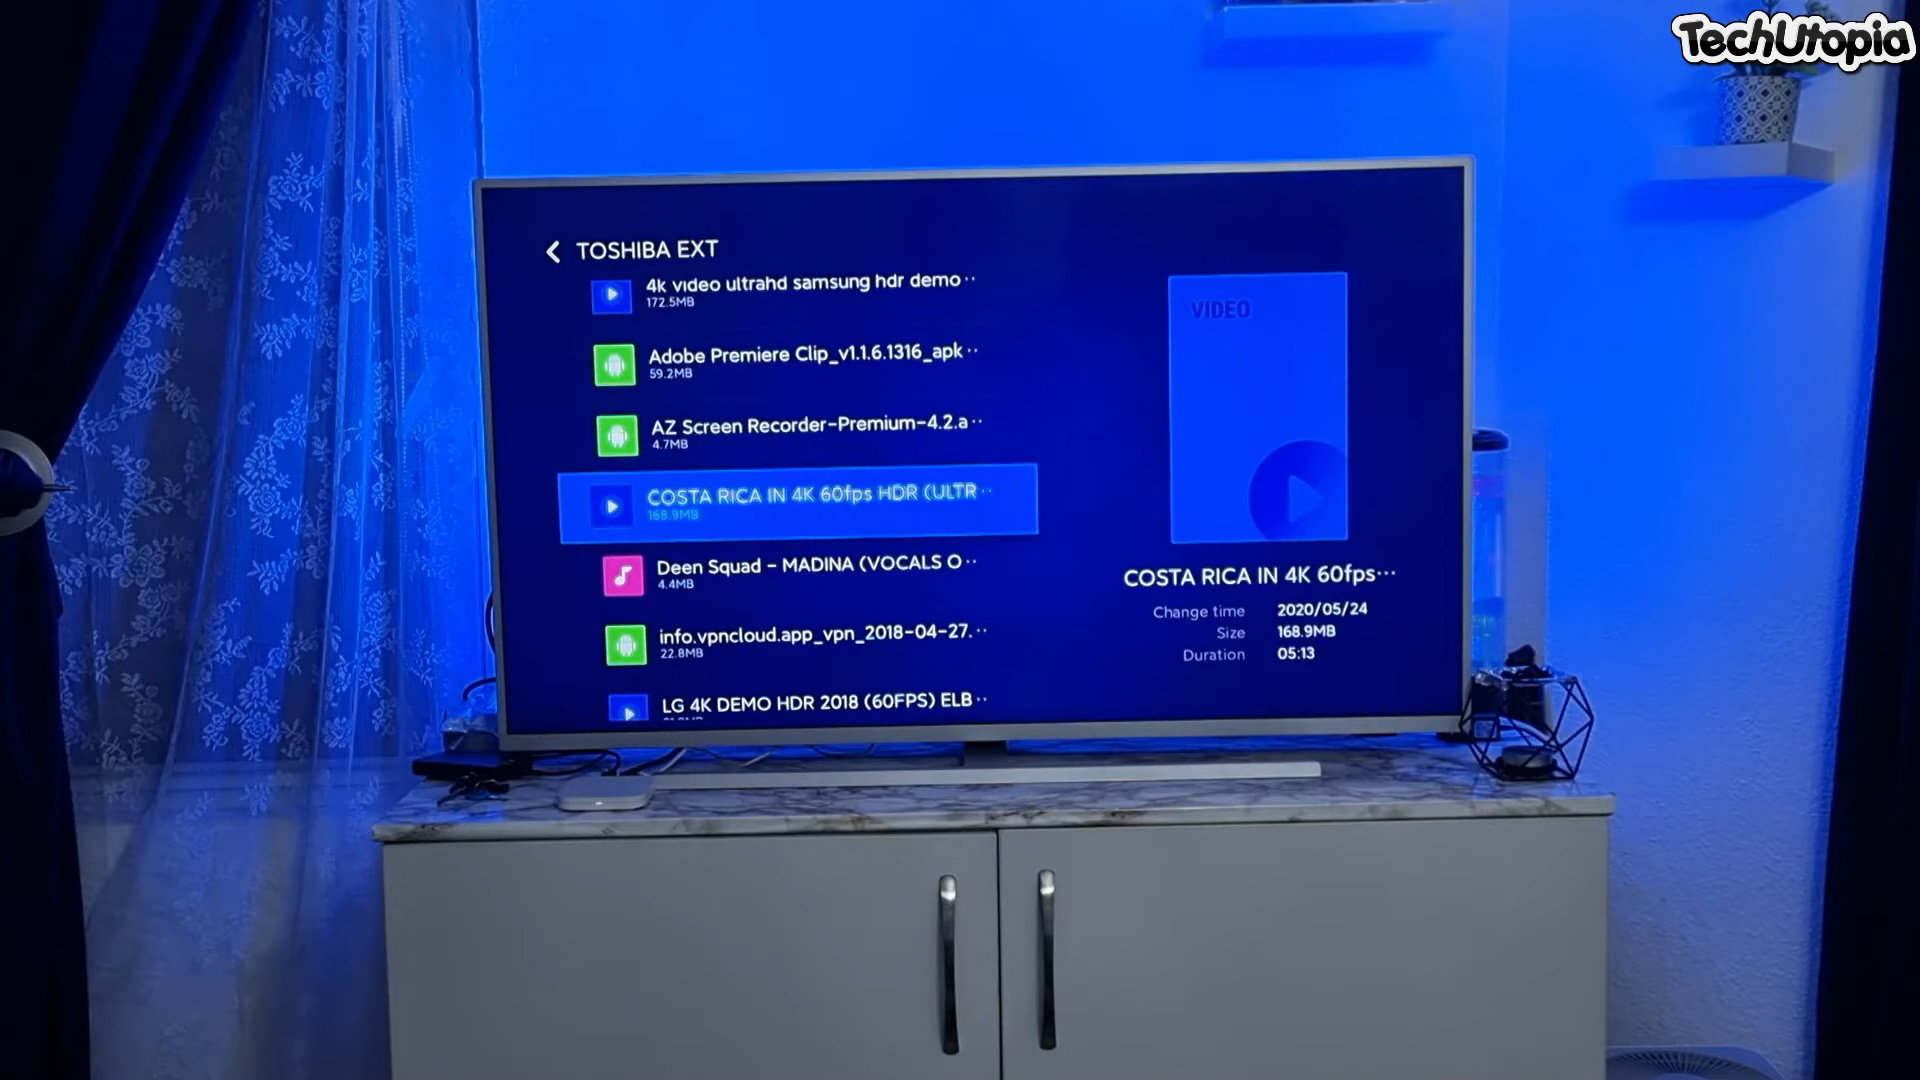 TechUtopia
TOSHIBA EXT
4k video ultrahd samsung hdr demo··
172.5MB
Adobe Premiere Clip_v1.1.6.1316_apk··
59.2MB
AZ Screen Recorder-Premium-4.2.a··
4.7MB
COSTA RICA IN 4K 60fps HDR (ULTR··
168.9MB
Deen Squad - MADINA (VOCALS O··
4.4MB
info.vpncloud.app_vpn_2018-04-27.··
22.8MB
LG 4K DEMO HDR 2018 (60FPS) ELB··
VIDEO
COSTA RICA IN 4K 60fps···
Change time 2020/05/24
Size 168.9MB
Duration 05:13